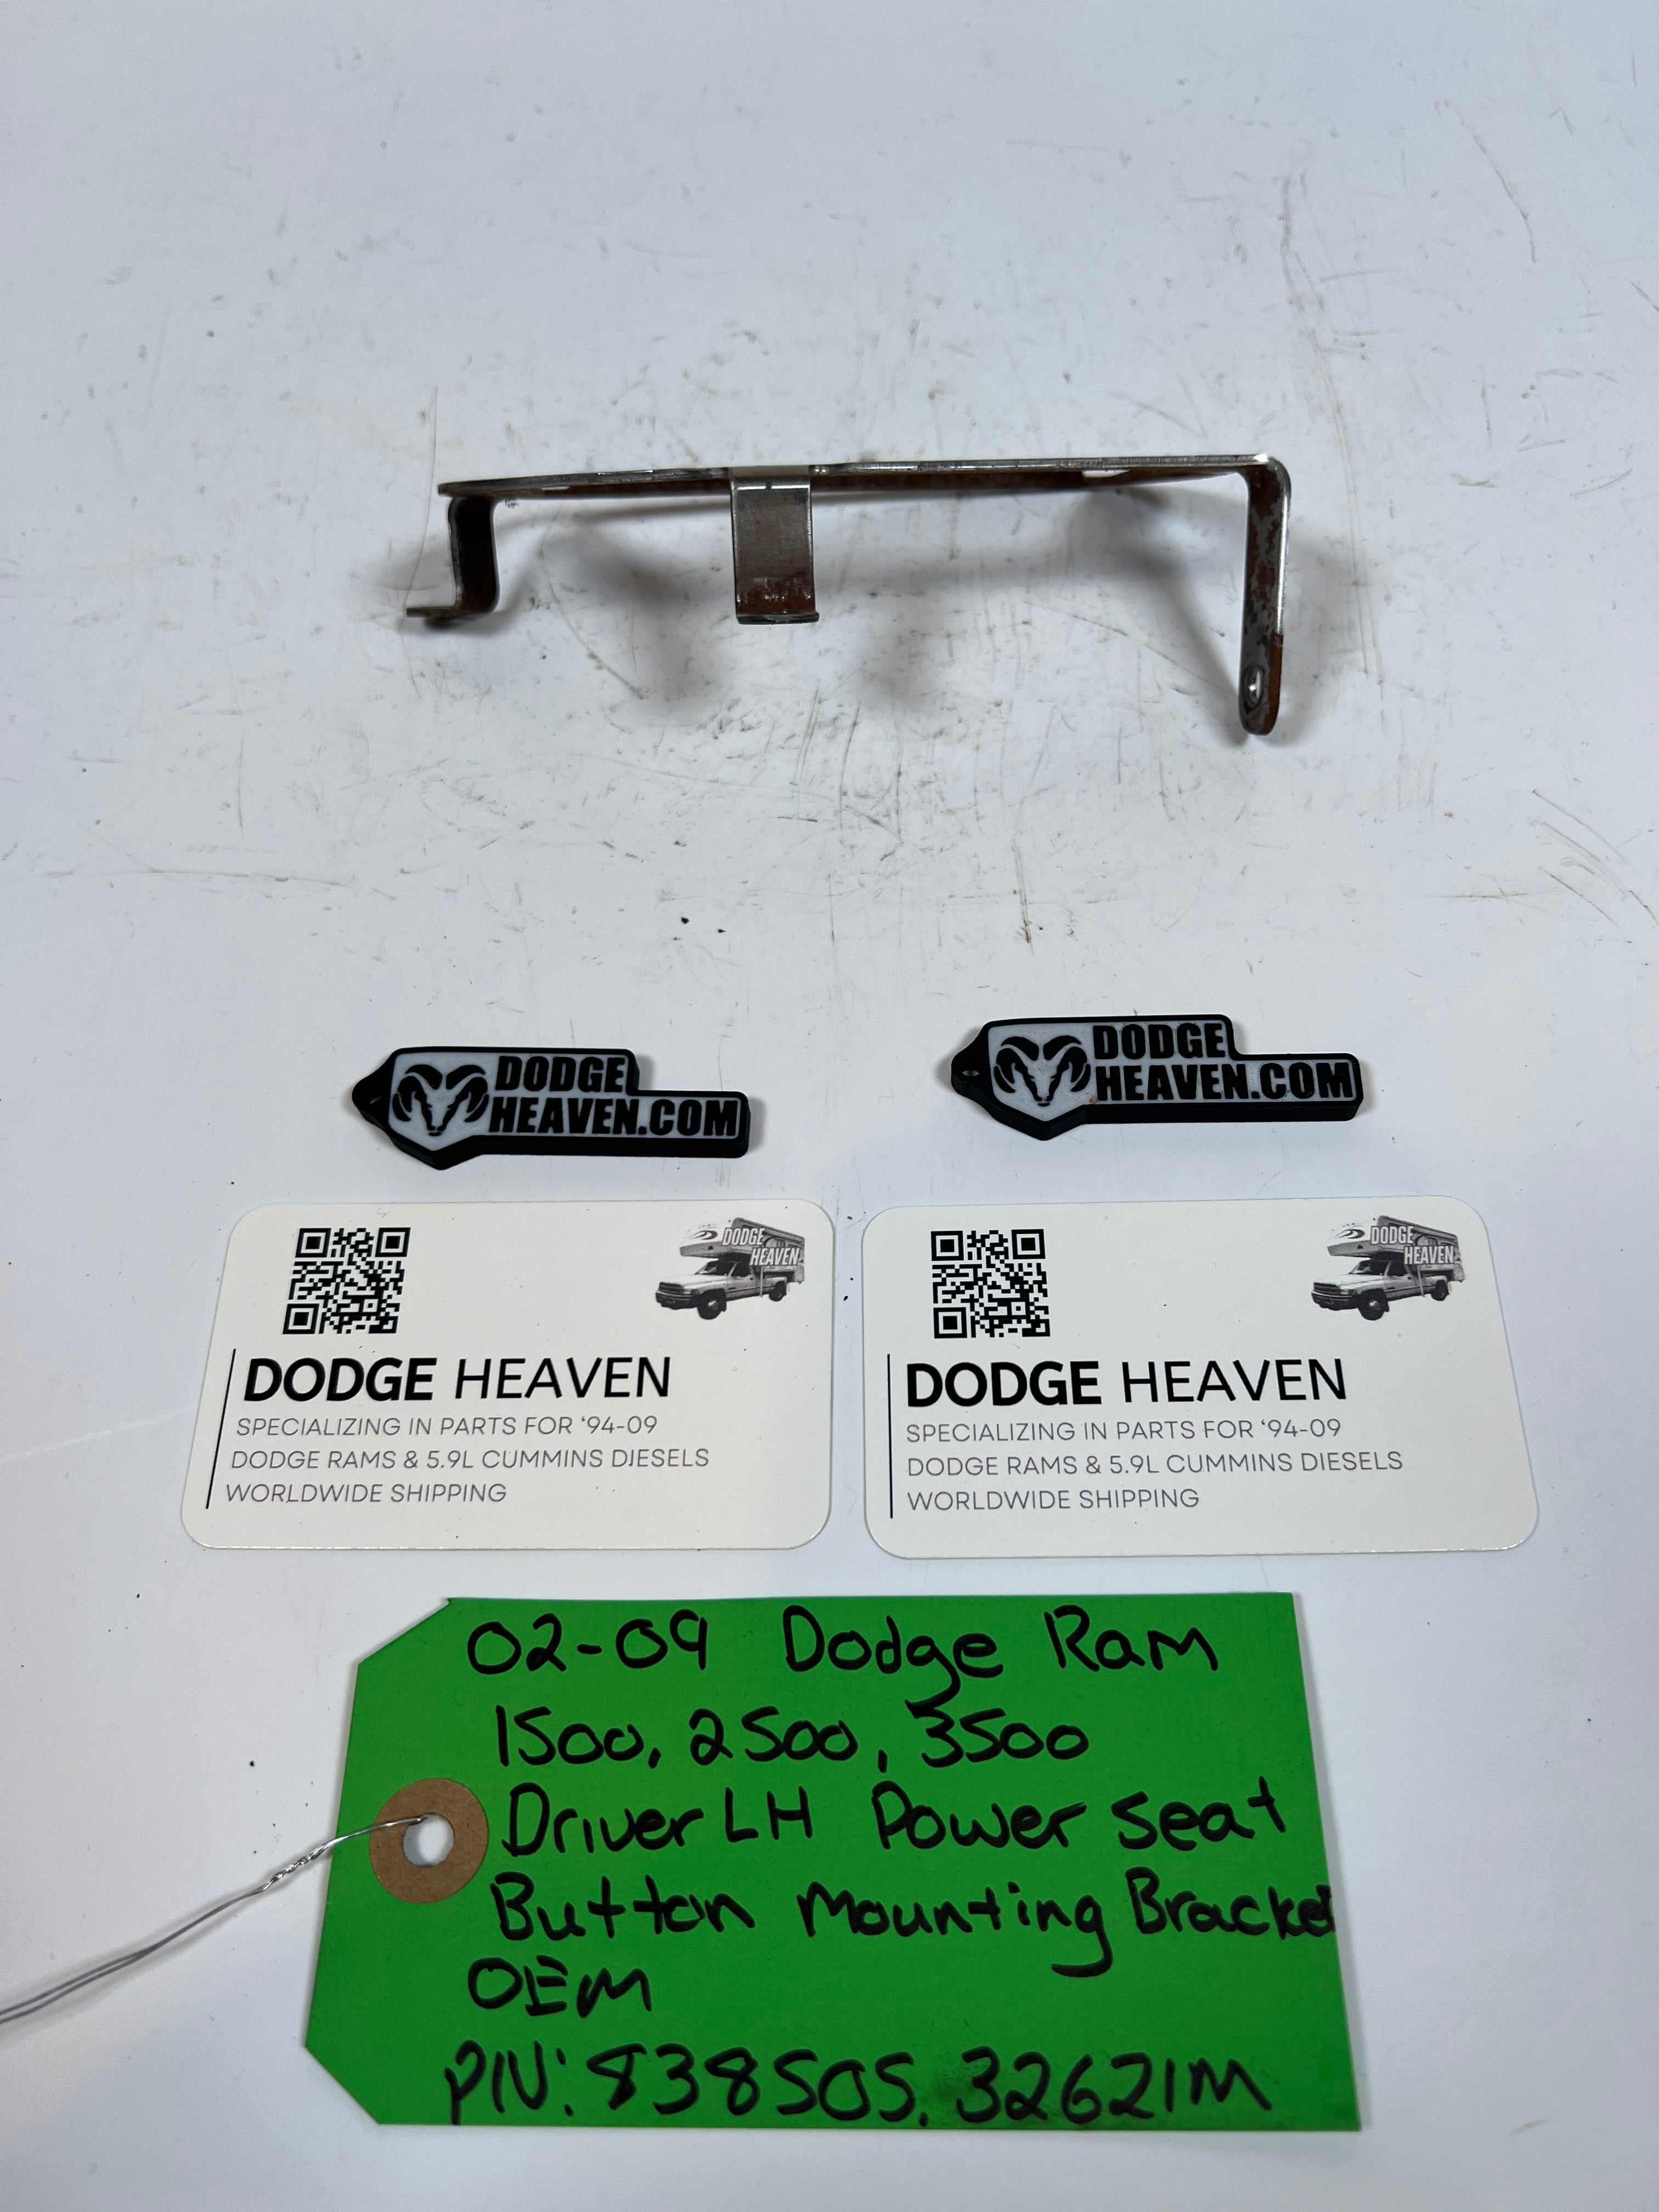 DODGE
HEAVEN.COM
DODGE
HEAVEN.COM
DODGE
HEAVEN
DODGE HEAVEN
SPECIALIZING IN PARTS FOR ‘94-09
DODGE RAMS & 5.9L CUMMINS DIESELS
WORLDWIDE SHIPPING
DODGE
HEAVEN
DODGE HEAVEN
SPECIALIZING IN PARTS FOR ‘94-09
DODGE RAMS & 5.9L CUMMINS DIESELS
WORLDWIDE SHIPPING
02-09 Dodge Ram
1500, 2500, 3500
Driver LH Power seat
Button Mounting Bracket
OEM
P/N: 838505. 32621M